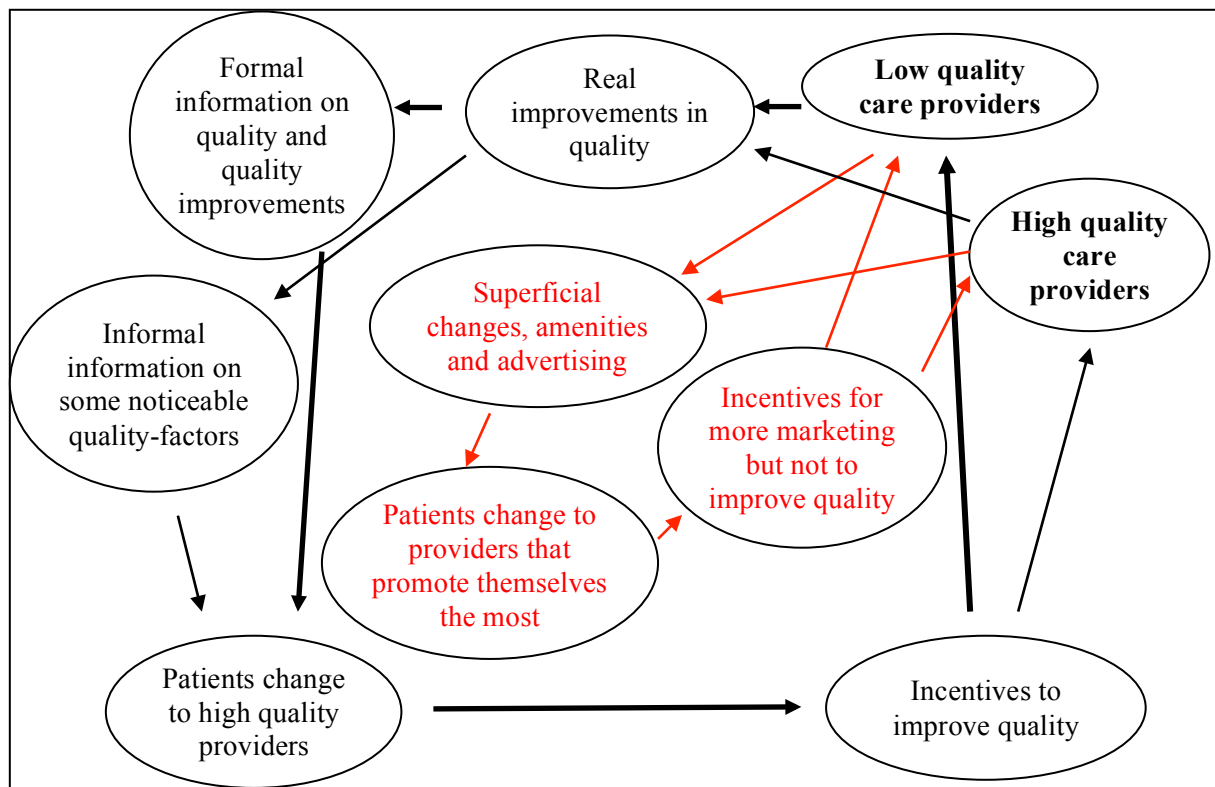 Formal
information on
quality and
quality
improvements
Real
improvements in
quality
Low quality
care providers
High quality
care
providers
Superficial
changes, amenities
and advertising
Informal
information on
some noticeable
quality-factors
Incentives for
more marketing
but not to
improve quality
Patients change to
providers that
promote themselves
the most
Patients change
to high quality
providers
Incentives to
improve quality